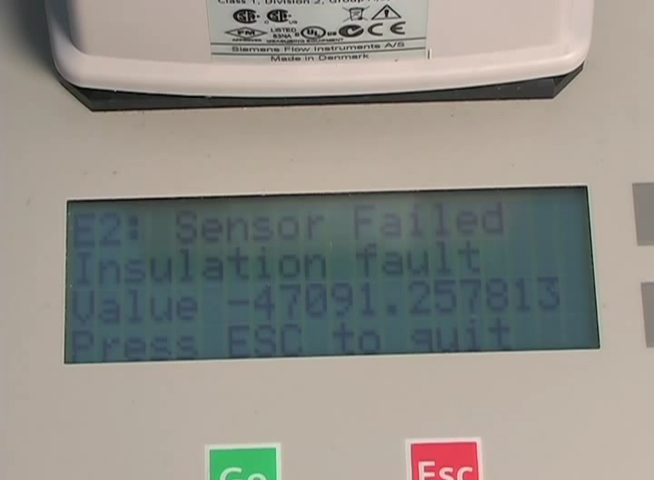 Class 1, Division 2, Group
LISTED
Siemens Flow Instruments A/S
Made in Denmark
E2: Sensor Failed
Insulation fault
Value -47091.257813
Press ESC to quit
Go
Esc